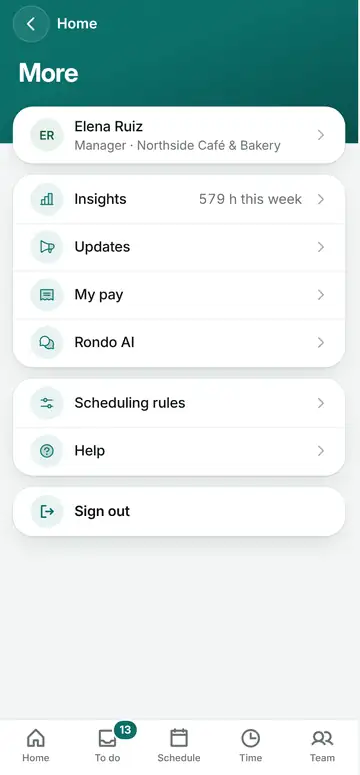 Home
More
ER
Elena Ruiz
Manager · Northside Café & Bakery
Insights
579 h this week
Updates
My pay
Rondo AI
Scheduling rules
Help
Sign out
13
Home
To do
Schedule
Time
Team